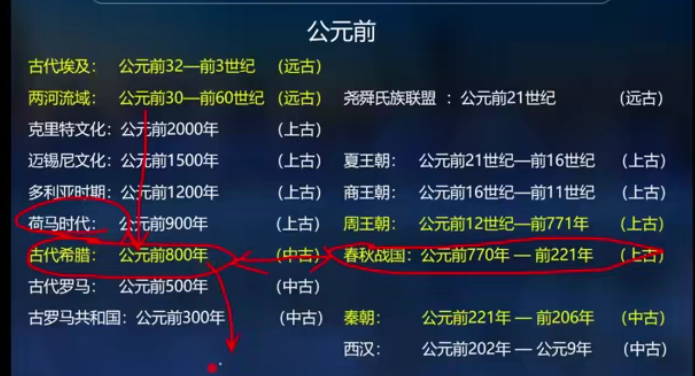 公元前
古代埃及： 公元前32—前3世纪 (远古)
两河流域： 公元前30—前60世纪 (远古) 尧舜氏族联盟 ：公元前21世纪 (远古)
克里特文化：公元前2000年 (上古)
迈锡尼文化：公元前1500年 (上古) 夏王朝： 公元前21世纪—前16世纪 (上古)
多利亚时期：公元前1200年 (上古) 商王朝： 公元前16世纪—前11世纪 (上古)
荷马时代： 公元前900年 (上古) 周王朝： 公元前12世纪—前771年 (上古)
古代希腊： 公元前800年 (中古) 春秋战国：公元前770年 — 前221年 (上古)
古代罗马： 公元前500年 (中古)
古罗马共和国：公元前300年 (中古) 秦朝： 公元前221年 — 前206年 (中古)
西汉： 公元前202年 — 公元9年 (中古)